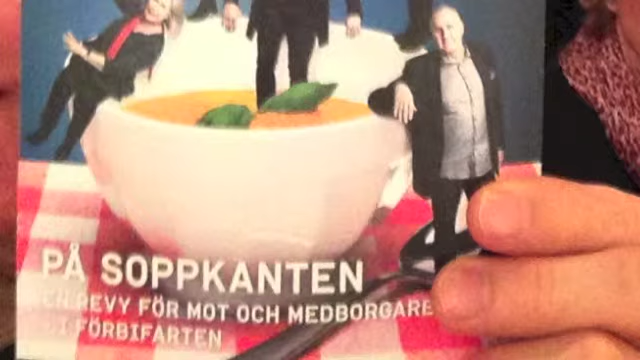 PÅ SOPPKANTEN
EN REVY FÖR MOT OCH MEDBORGARE
I FÖRBIFARTEN